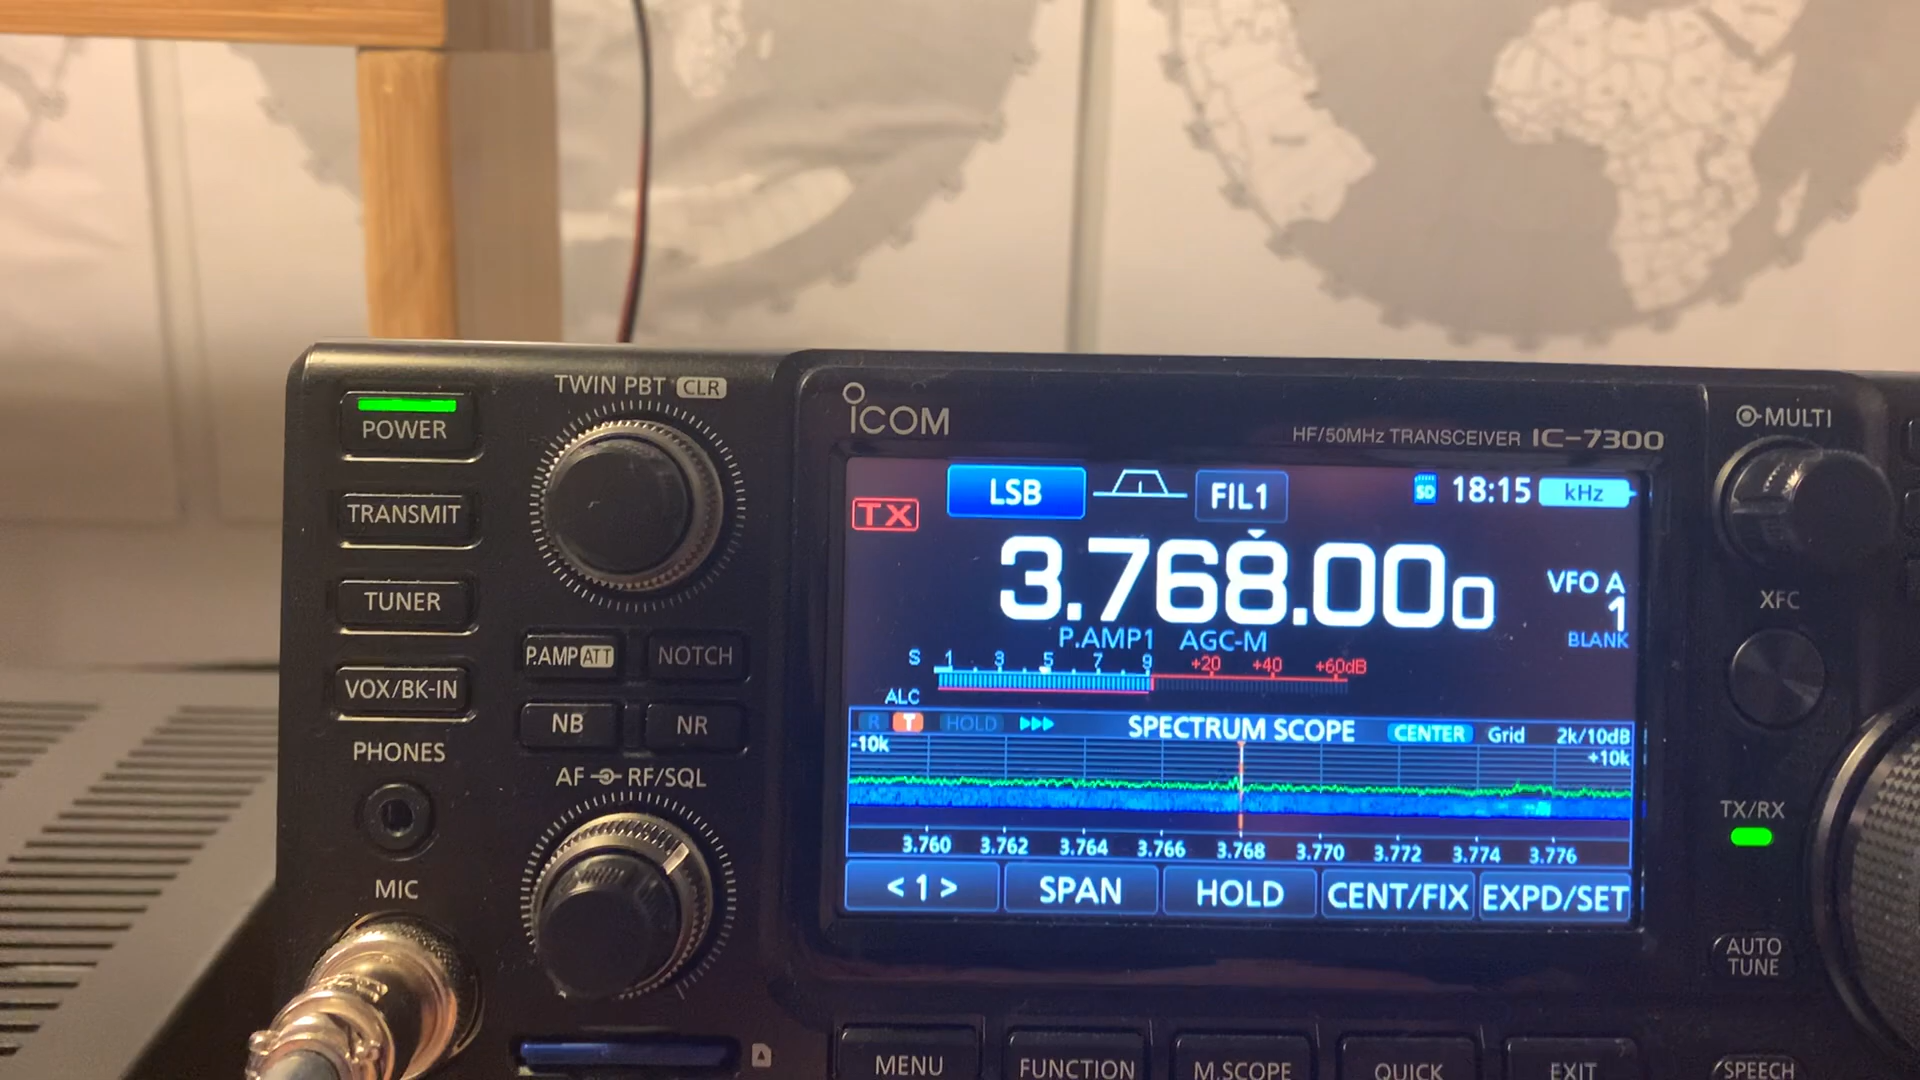 TWIN PBT CLR
POWER
TRANSMIT
TUNER
VOX/BK-IN
P.AMP ATT
NOTCH
NB
NR
PHONES
AF RF/SQL
MIC
ICOM
HF/50MHz TRANSCEIVER IC-7300
TX
LSB
FIL1
SD
18:15
kHz
3.768.000
VFO A
1
BLANK
P.AMP1 AGC-M
S 1 3 5 7 9 +20 +40 +60dB
ALC
R T HOLD SPECTRUM SCOPE CENTER Grid 2k/10dB
-10k +10k
3.760 3.762 3.764 3.766 3.768 3.770 3.772 3.774 3.776
< 1 > SPAN HOLD CENT/FIX EXPD/SET
MENU FUNCTION M.SCOPE QUICK EXIT
MULTI
XFC
TX/RX
AUTO
TUNE
SPEECH